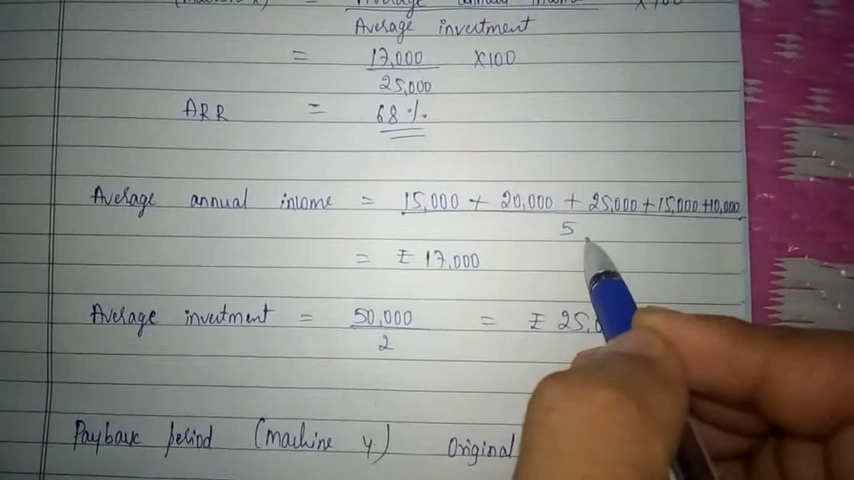 Average investment
= 17,000 X100
25,000
ARR = 68%
Average annual income = 15,000 + 20,000 + 25,000 + 15,000 + 10,000
5
= ₹ 17,000
Average investment = 50,000 = ₹ 25,0
2
Payback period (machine Y) Original